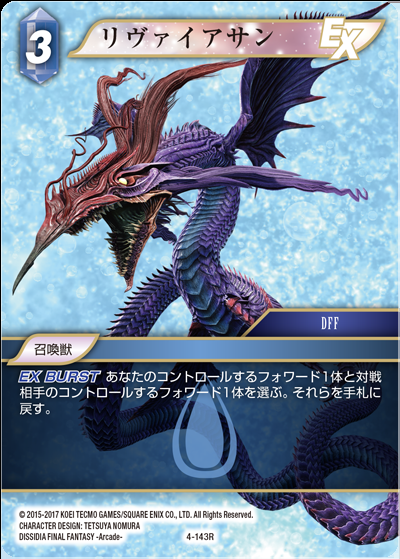 3
リヴァイアサン
EX
DFF
召喚獣
EX BURST あなたのコントロールするフォワード1体と対戦
相手のコントロールするフォワード1体を選ぶ。それらを手札に
戻す。
© 2015-2017 KOEI TECMO GAMES/SQUARE ENIX CO., LTD. All Rights Reserved.
CHARACTER DESIGN: TETSUYA NOMURA
DISSIDIA FINAL FANTASY -Arcade-
4-143R